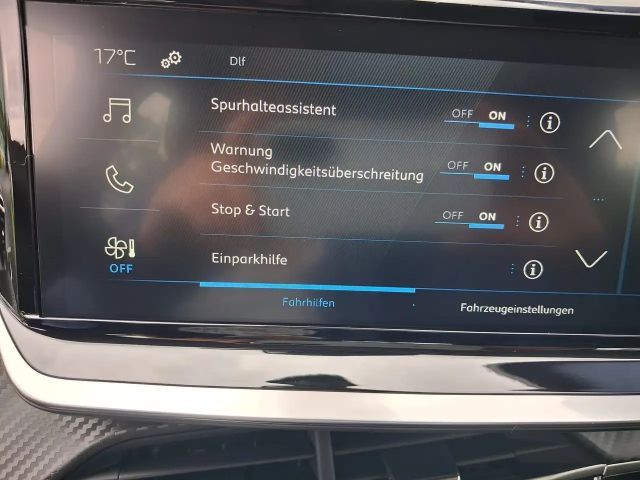 17°C Dlf
Spurhalteassistent OFF ON
Warnung
Geschwindigkeitsüberschreitung OFF ON
Stop & Start OFF ON
Einparkhilfe
OFF
Fahrhilfen Fahrzeugeinstellungen